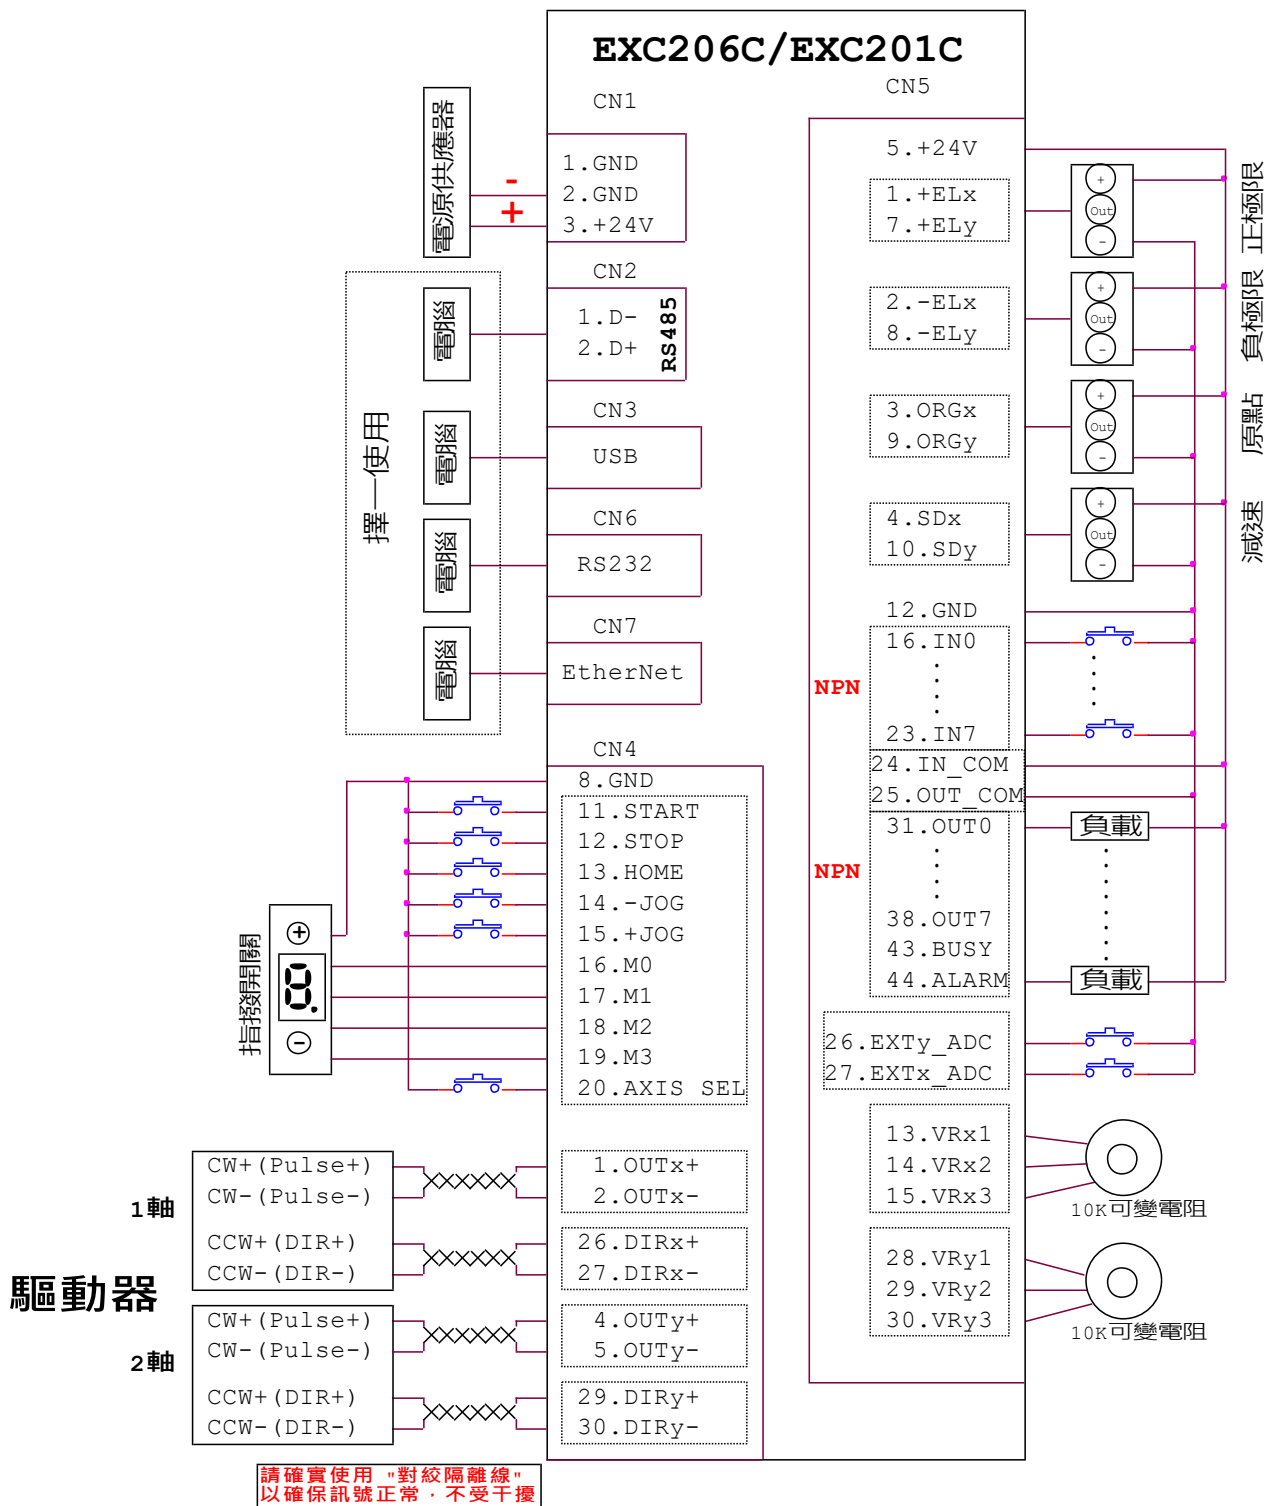 EXC206C/EXC201C
CN1
1.GND
2.GND
3.+24V
電源供應器
-
+
CN2
1.D-
2.D+
RS485
電腦
CN3
USB
電腦
CN6
RS232
電腦
CN7
EtherNet
電腦
擇一使用
CN4
8.GND
11.START
12.STOP
13.HOME
14.-JOG
15.+JOG
16.M0
17.M1
18.M2
19.M3
20.AXIS SEL
指撥開關
+
8.
-
1.OUTx+
2.OUTx-
26.DIRx+
27.DIRx-
4.OUTy+
5.OUTy-
29.DIRy+
30.DIRy-
驅動器
1軸
CW+(Pulse+)
CW-(Pulse-)
CCW+(DIR+)
CCW-(DIR-)
2軸
CW+(Pulse+)
CW-(Pulse-)
CCW+(DIR+)
CCW-(DIR-)
請確實使用 "對絞隔離線"
以確保訊號正常，不受干擾
CN5
5.+24V
1.+ELx
7.+ELy
+
Out
-
正極限
2.-ELx
8.-ELy
+
Out
-
負極限
3.ORGx
9.ORGy
+
Out
-
原點
4.SDx
10.SDy
+
Out
-
減速
12.GND
16.IN0
NPN
23.IN7
24.IN_COM
25.OUT_COM
31.OUT0
負載
NPN
38.OUT7
43.BUSY
44.ALARM
負載
26.EXTy_ADC
27.EXTx_ADC
13.VRx1
14.VRx2
15.VRx3
10K可變電阻
28.VRy1
29.VRy2
30.VRy3
10K可變電阻